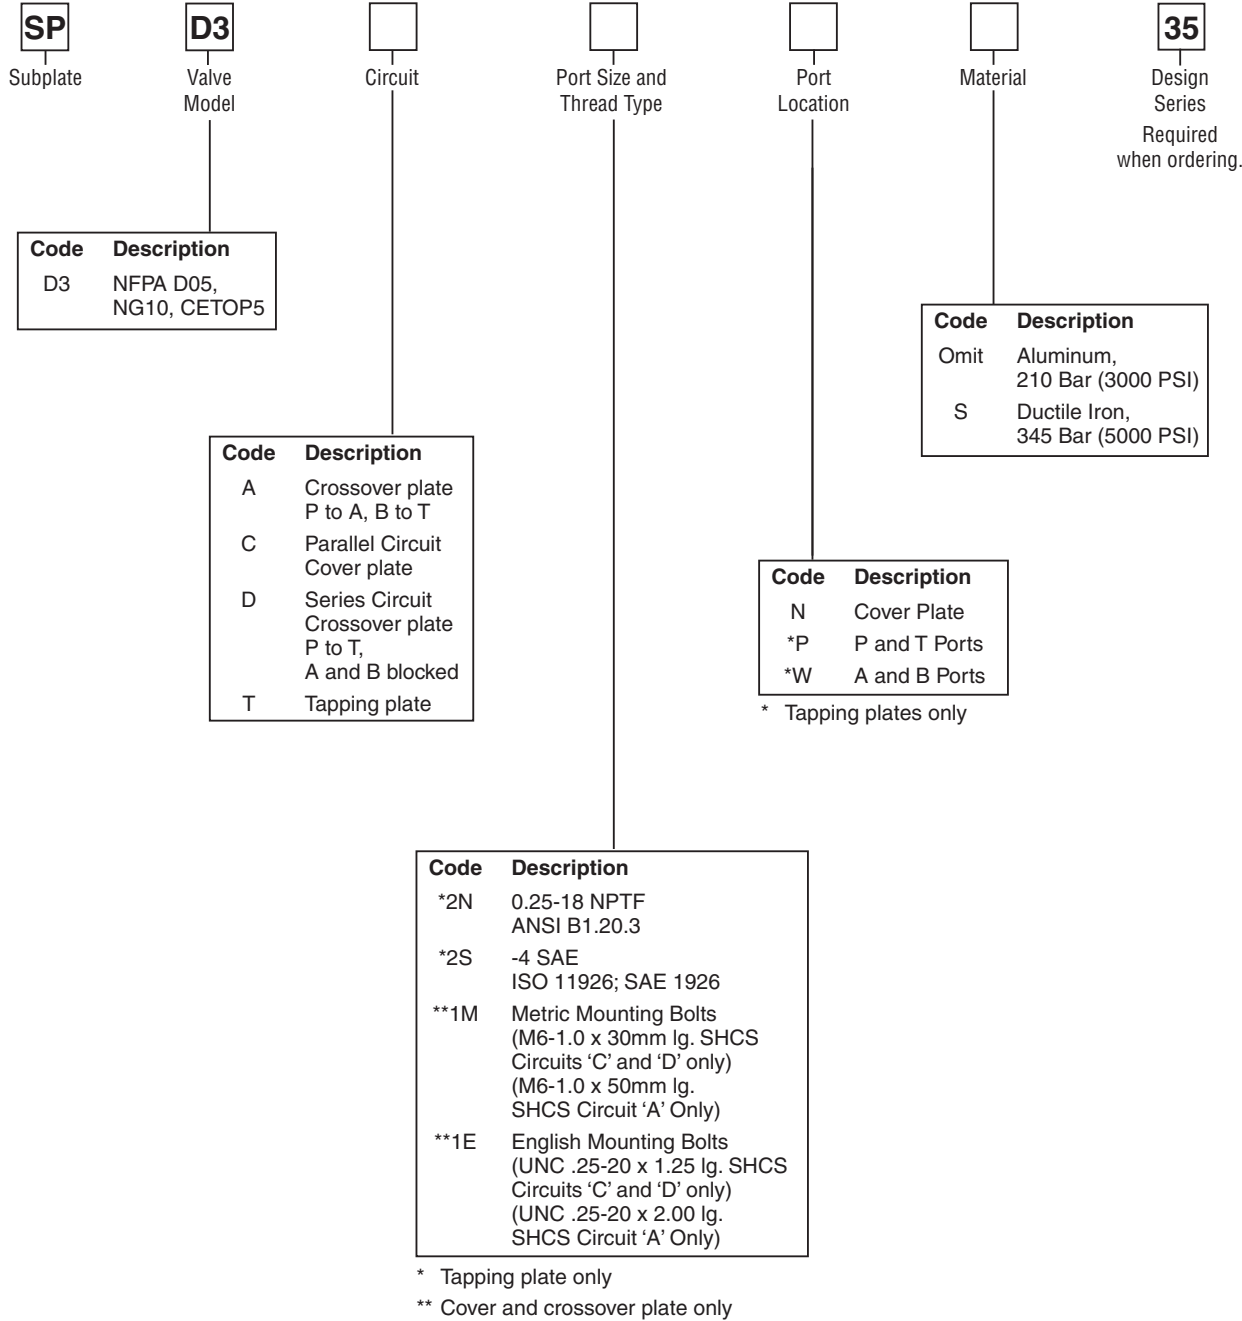 SP
D3
35
Subplate
Valve
Model
Circuit
Port Size and
Thread Type
Port
Location
Material
Design
Series
Required
when ordering.
Code Description
D3 NFPA D05,
NG10, CETOP5
Code Description
Omit Aluminum,
210 Bar (3000 PSI)
S Ductile Iron,
345 Bar (5000 PSI)
Code Description
A Crossover plate
P to A, B to T
C Parallel Circuit
Cover plate
D Series Circuit
Crossover plate
P to T,
A and B blocked
T Tapping plate
Code Description
N Cover Plate
*P P and T Ports
*W A and B Ports
* Tapping plates only
Code Description
*2N 0.25-18 NPTF
ANSI B1.20.3
*2S -4 SAE
ISO 11926; SAE 1926
**1M Metric Mounting Bolts
(M6-1.0 x 30mm lg. SHCS
Circuits ‘C’ and ‘D’ only)
(M6-1.0 x 50mm lg.
SHCS Circuit ‘A’ Only)
**1E English Mounting Bolts
(UNC .25-20 x 1.25 lg. SHCS
Circuits ‘C’ and ‘D’ only)
(UNC .25-20 x 2.00 lg.
SHCS Circuit ‘A’ Only)
* Tapping plate only
** Cover and crossover plate only